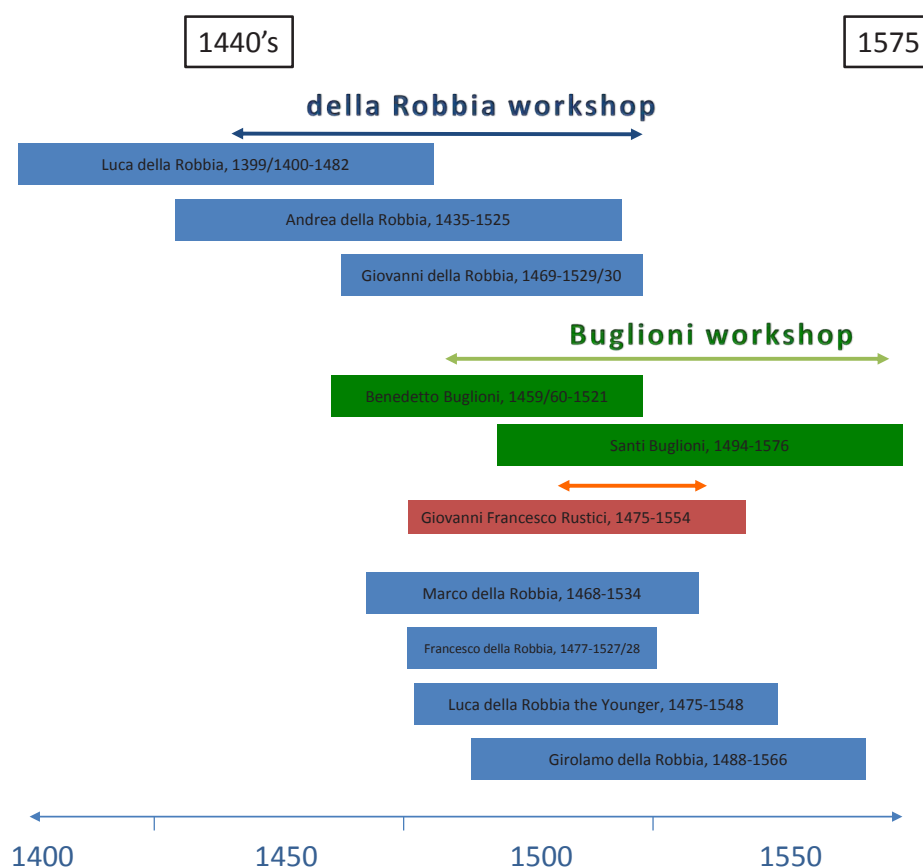 1440’s
1575
della Robbia workshop
Luca della Robbia, 1399/1400-1482
Andrea della Robbia, 1435-1525
Giovanni della Robbia, 1469-1529/30
Buglioni workshop
Benedetto Buglioni, 1459/60-1521
Santi Buglioni, 1494-1576
Giovanni Francesco Rustici, 1475-1554
Marco della Robbia, 1468-1534
Francesco della Robbia, 1477-1527/28
Luca della Robbia the Younger, 1475-1548
Girolamo della Robbia, 1488-1566
1400 1450 1500 1550